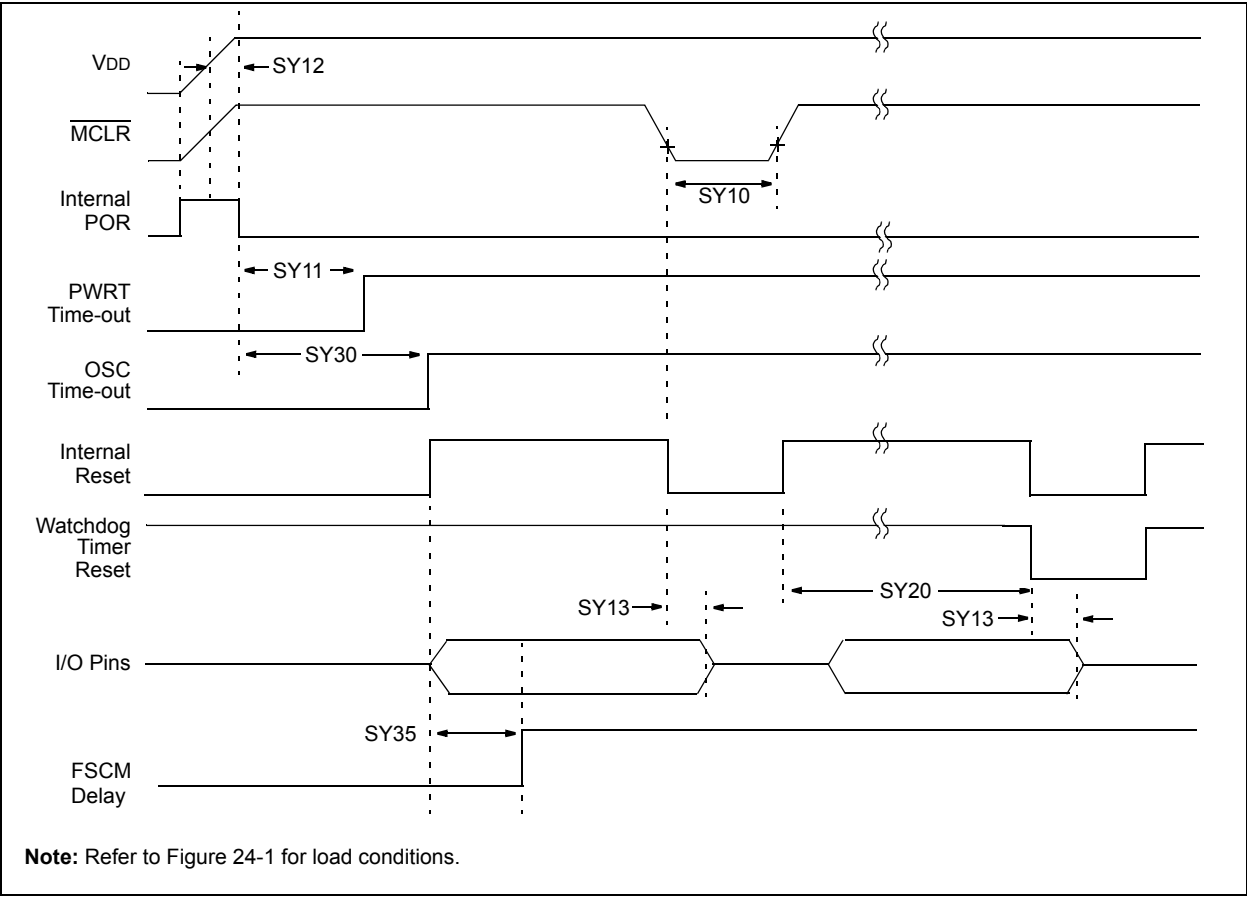 VDD
SY12
MCLR
SY10
Internal
POR
SY11
PWRT
Time-out
SY30
OSC
Time-out
Internal
Reset
Watchdog
Timer
Reset
SY20
SY13
SY13
I/O Pins
SY35
FSCM
Delay
Note: Refer to Figure 24-1 for load conditions.